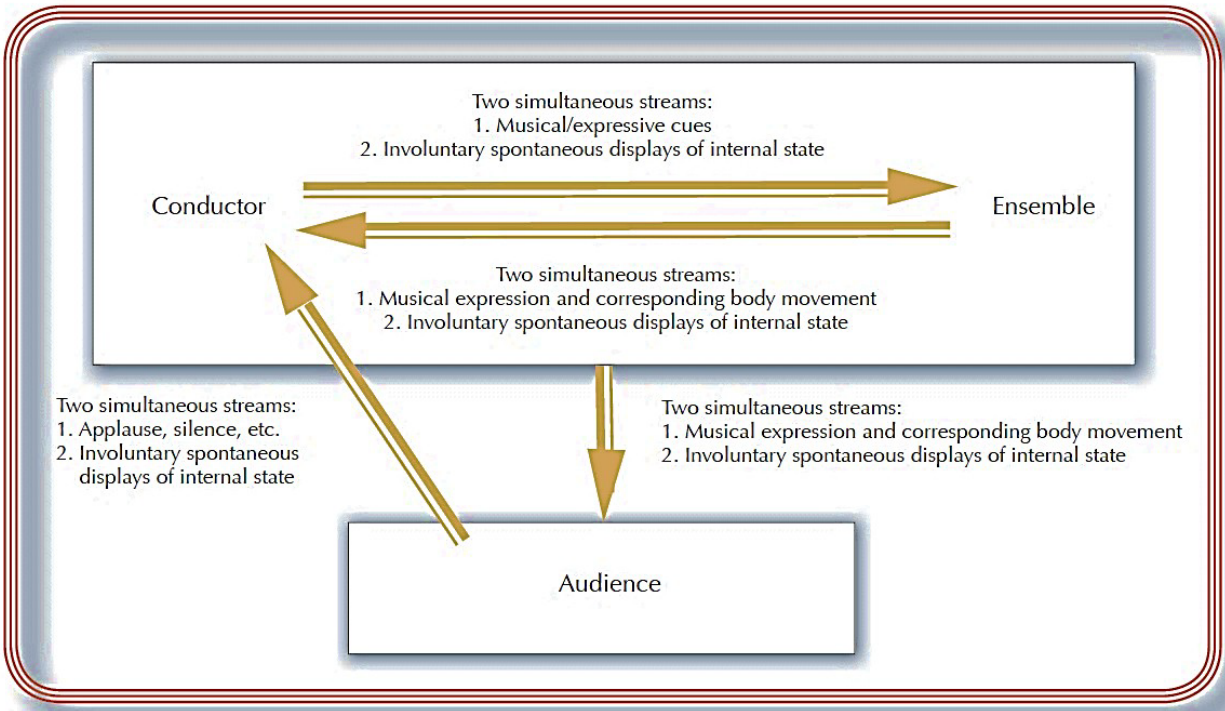 Two simultaneous streams:
1. Musical/expressive cues
2. Involuntary spontaneous displays of internal state
Conductor
Ensemble
Two simultaneous streams:
1. Musical expression and corresponding body movement
2. Involuntary spontaneous displays of internal state
Two simultaneous streams:
1. Applause, silence, etc.
2. Involuntary spontaneous
displays of internal state
Two simultaneous streams:
1. Musical expression and corresponding body movement
2. Involuntary spontaneous displays of internal state
Audience